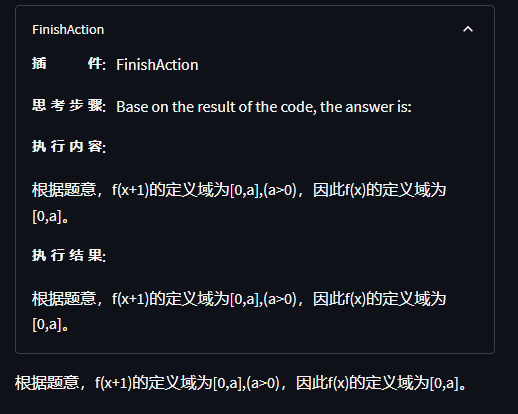 FinishAction
插 件: FinishAction
思考步骤: Base on the result of the code, the answer is:
执行内容:
根据题意，f(x+1)的定义域为[0,a],(a>0)，因此f(x)的定义域为
[0,a]。
执行结果:
根据题意，f(x+1)的定义域为[0,a],(a>0)，因此f(x)的定义域为
[0,a]。
根据题意，f(x+1)的定义域为[0,a],(a>0)，因此f(x)的定义域为[0,a]。